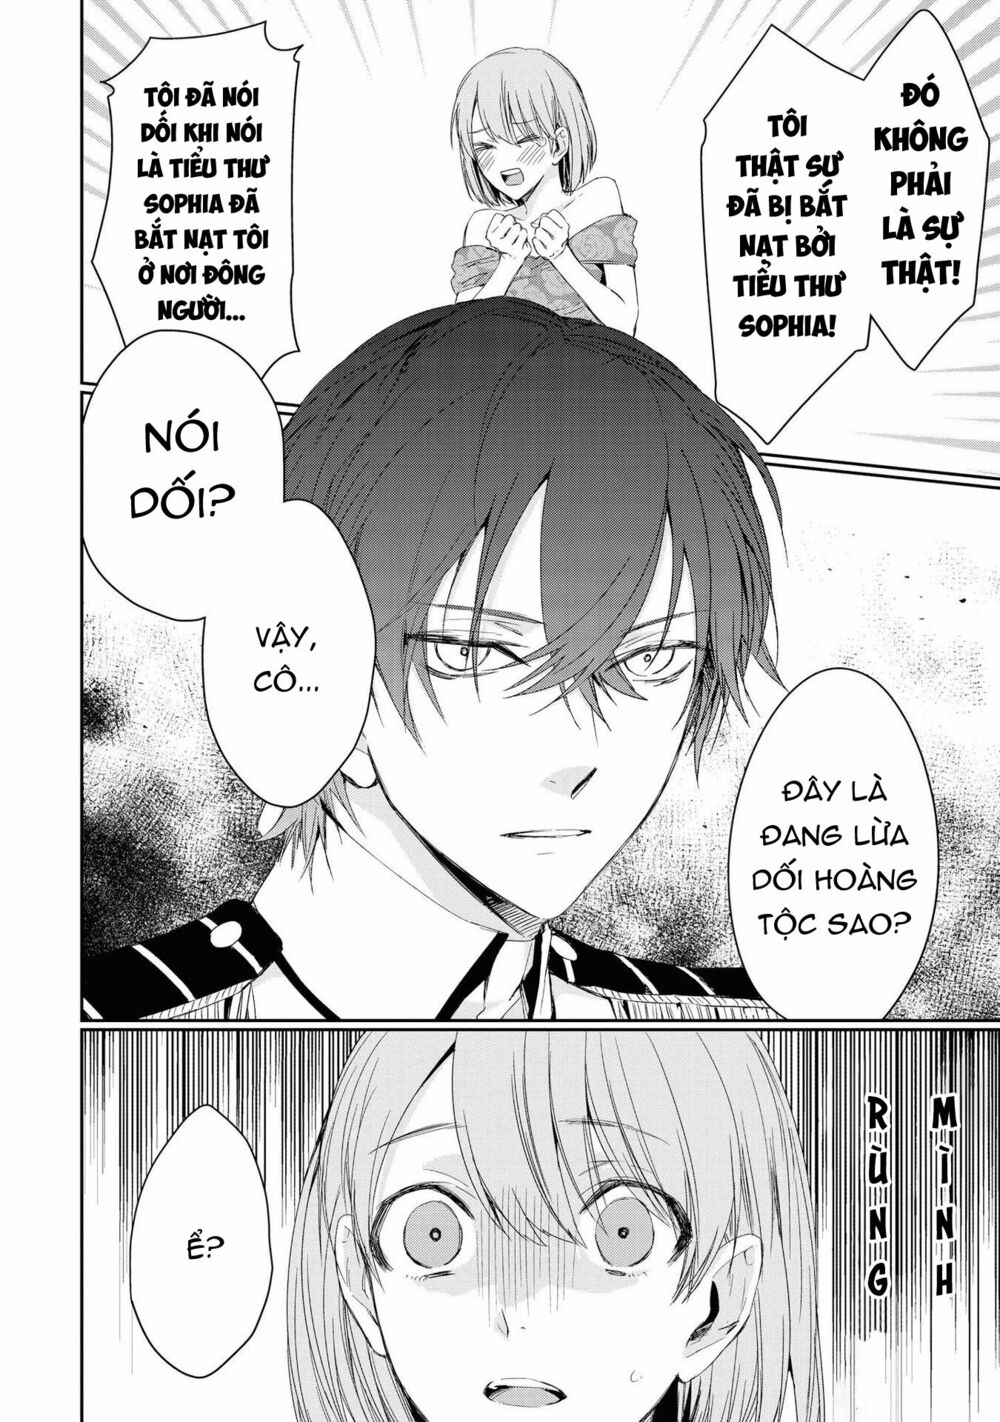 ĐÓ
KHÔNG
PHẢI
LÀ SỰ
THẬT!
TÔI
THẬT SỰ
ĐÃ BỊ BẮT
NẠT BỞI
TIỂU THƯ
SOPHIA!
TÔI ĐÃ NÓI
DỐI KHI NÓI
LÀ TIỂU THƯ
SOPHIA ĐÃ
BẮT NẠT TÔI
Ở NƠI ĐÔNG
NGƯỜI...
NÓI
DỐI?
VẬY,
CÔ...
ĐÂY LÀ
ĐANG LỪA
DỐI HOÀNG
TỘC SAO?
RÙNG
MÌNH
Ể?